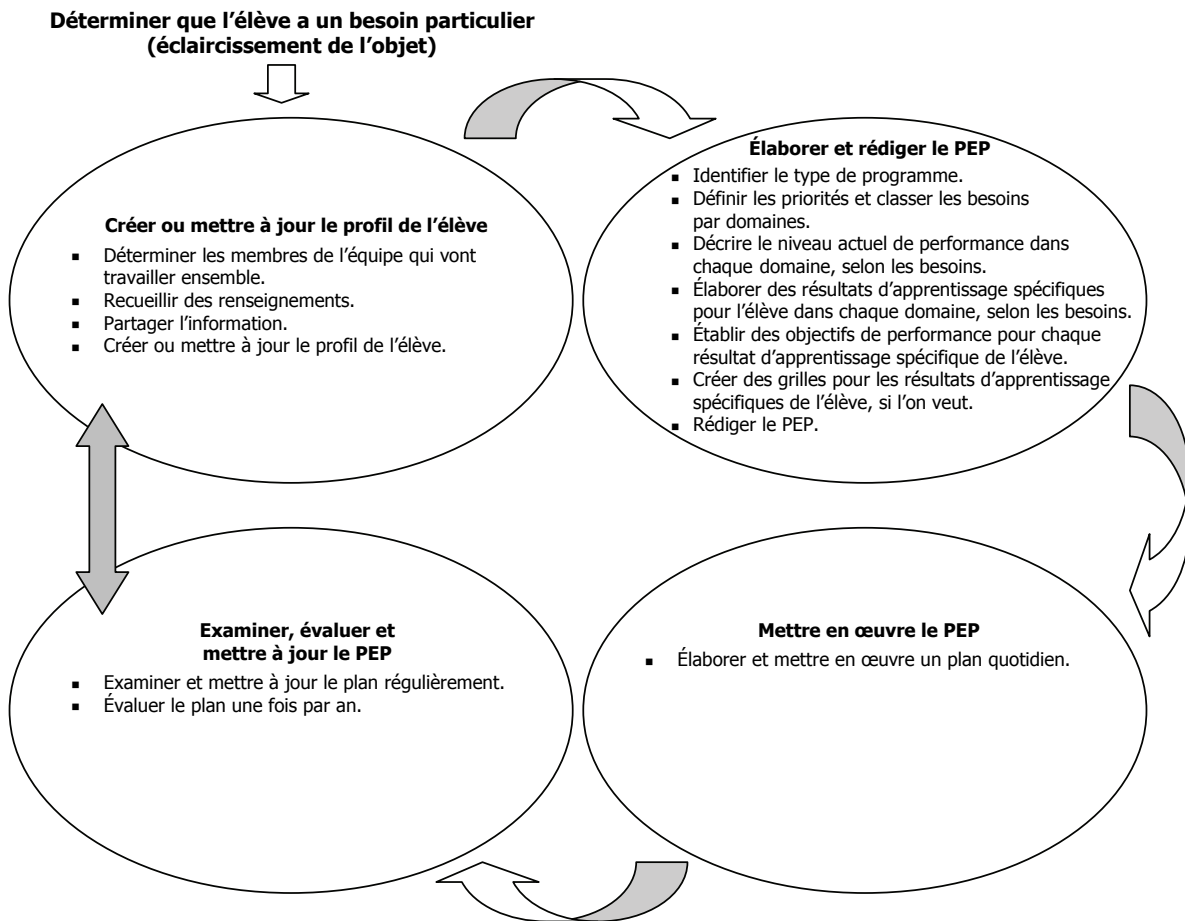 Déterminer que l’élève a un besoin particulier
(éclaircissement de l’objet)
Créer ou mettre à jour le profil de l’élève
▪ Déterminer les membres de l’équipe qui vont
travailler ensemble.
▪ Recueillir des renseignements.
▪ Partager l’information.
▪ Créer ou mettre à jour le profil de l’élève.
Élaborer et rédiger le PEP
▪ Identifier le type de programme.
▪ Définir les priorités et classer les besoins
par domaines.
▪ Décrire le niveau actuel de performance dans
chaque domaine, selon les besoins.
▪ Élaborer des résultats d’apprentissage spécifiques
pour l’élève dans chaque domaine, selon les besoins.
▪ Établir des objectifs de performance pour chaque
résultat d’apprentissage spécifique de l’élève.
▪ Créer des grilles pour les résultats d’apprentissage
spécifiques de l’élève, si l’on veut.
▪ Rédiger le PEP.
Examiner, évaluer et
mettre à jour le PEP
▪ Examiner et mettre à jour le plan régulièrement.
▪ Évaluer le plan une fois par an.
Mettre en œuvre le PEP
▪ Élaborer et mettre en œuvre un plan quotidien.